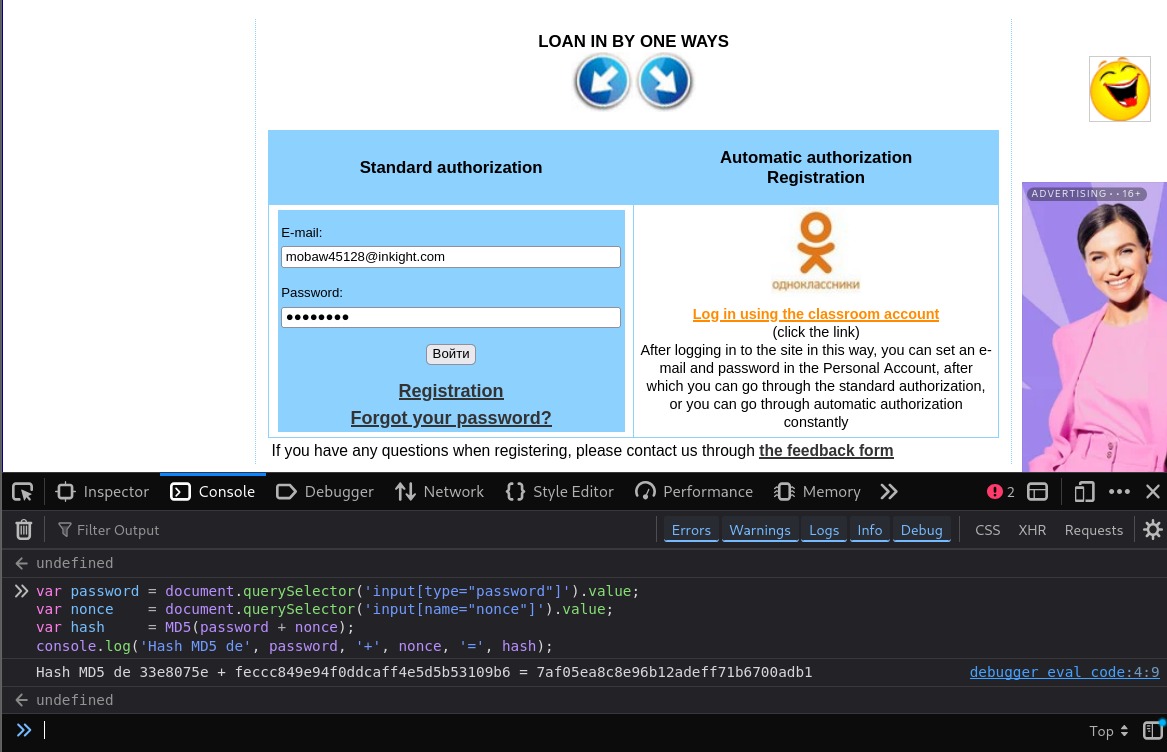 LOAN IN BY ONE WAYS
Standard authorization
Automatic authorization
Registration
E-mail:
mobaw45128@inkight.com
Password:
●●●●●●●●
Войти
Registration
Forgot your password?
одноклассники
Log in using the classroom account
(click the link)
After logging in to the site in this way, you can set an e-
mail and password in the Personal Account, after
which you can go through the standard authorization,
or you can go through automatic authorization
constantly
If you have any questions when registering, please contact us through the feedback form
ADVERTISING • • 16+
Inspector Console Debugger Network Style Editor Performance Memory 2
Filter Output Errors Warnings Logs Info Debug CSS XHR Requests
undefined
var password = document.querySelector('input[type="password"]').value;
var nonce    = document.querySelector('input[name="nonce"]').value;
var hash     = MD5(password + nonce);
console.log('Hash MD5 de', password, '+', nonce, '=', hash);
Hash MD5 de 33e8075e + feccc849e94f0ddcaff4e5d5b53109b6 = 7af05ea8c8e96b12adeff71b6700adb1 debugger eval code:4:9
undefined
Top